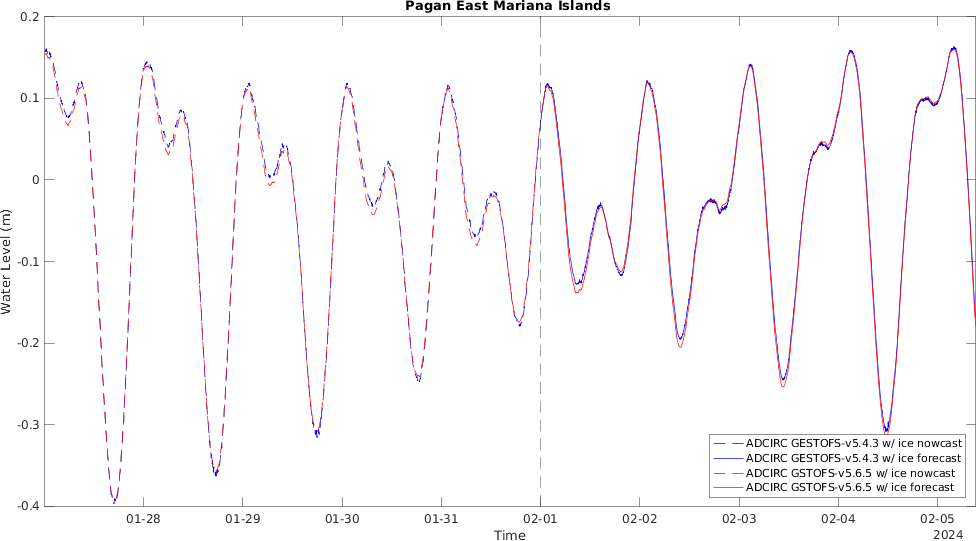 Pagan East Mariana Islands
0.2
0.1
0
-0.1
-0.2
-0.3
-0.4
Water Level (m)
ADCIRC GESTOFS-v5.4.3 w/ ice nowcast
ADCIRC GESTOFS-v5.4.3 w/ ice forecast
ADCIRC GSTOFS-v5.6.5 w/ ice nowcast
ADCIRC GSTOFS-v5.6.5 w/ ice forecast
01-28 01-29 01-30 01-31 02-01 02-02 02-03 02-04 02-05
2024
Time